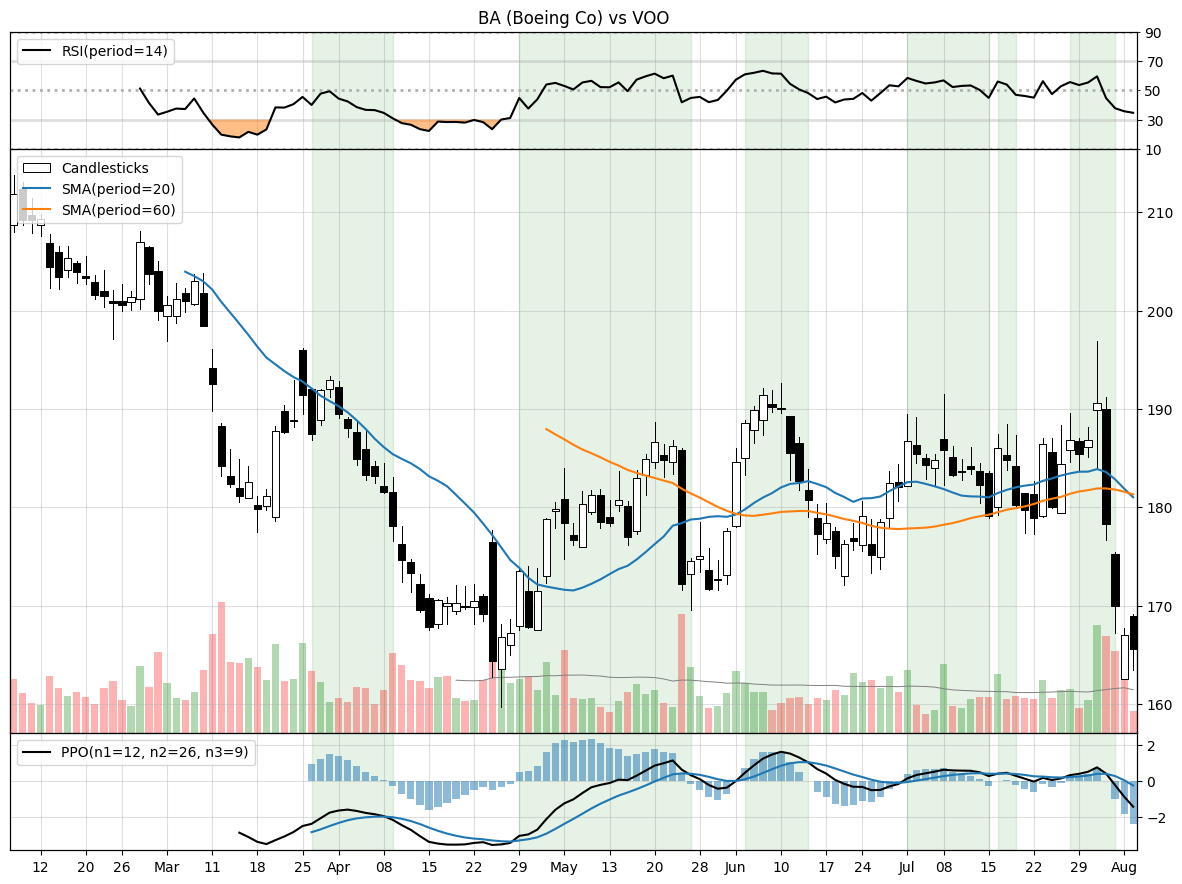 BA (Boeing Co) vs VOO
RSI(period=14)
90
70
50
30
10
Candlesticks
SMA(period=20)
SMA(period=60)
210
200
190
180
170
160
PPO(n1=12, n2=26, n3=9)
2
0
−2
12 20 26 Mar 11 18 25 Apr 08 15 22 29 May 13 20 28 Jun 17 24 Jul 08 15 22 29 Aug